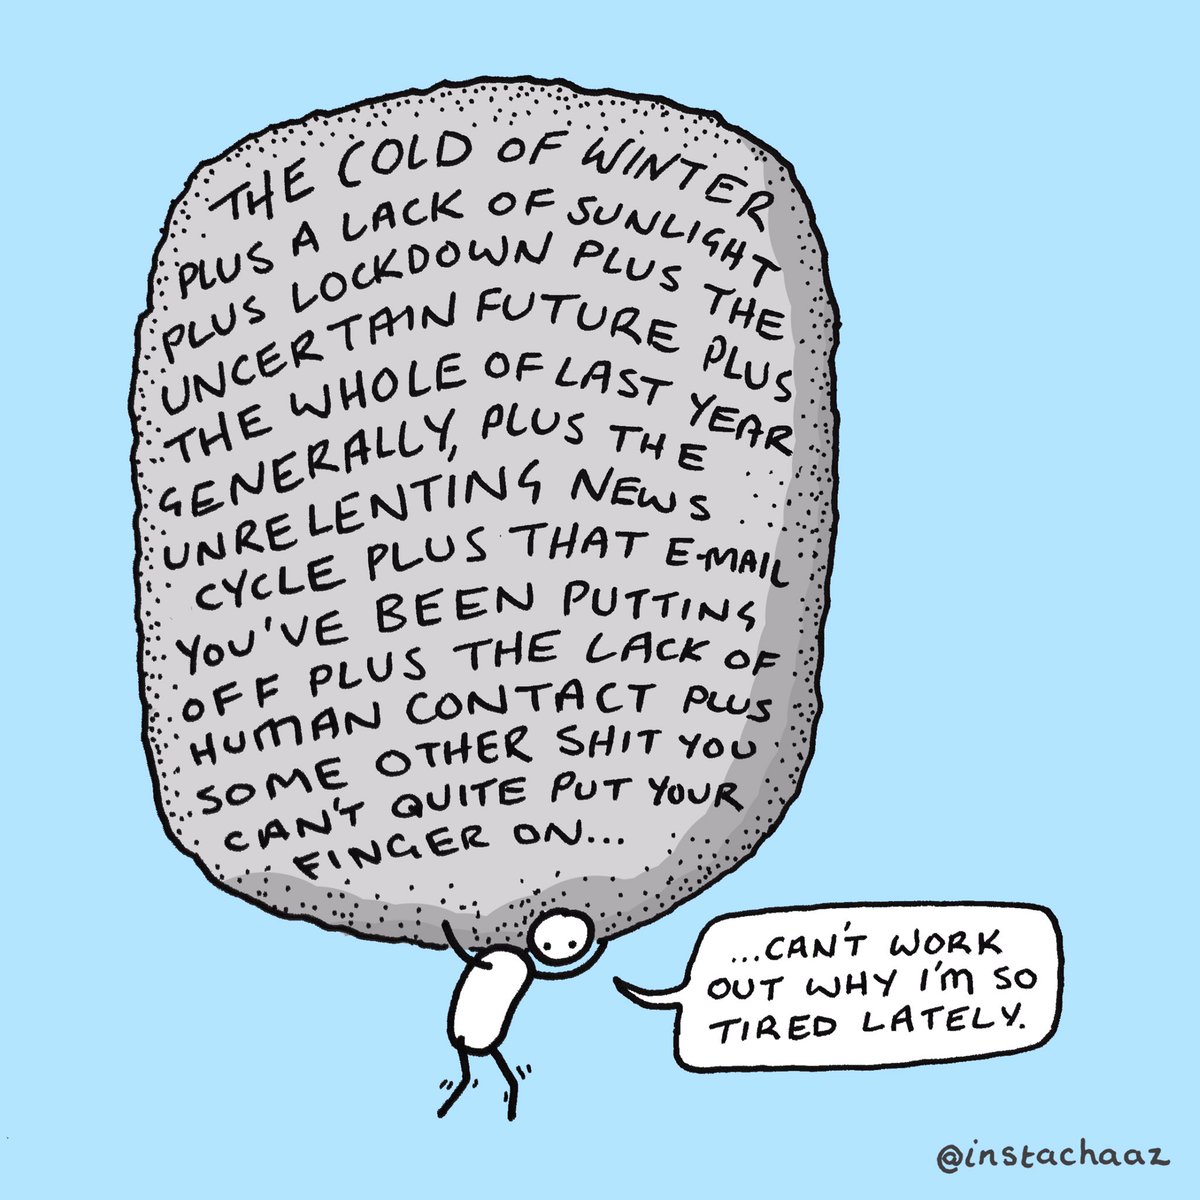 THE COLD OF WINTER
PLUS A LACK OF SUNLIGHT
PLUS LOCKDOWN PLUS THE
UNCERTAIN FUTURE PLUS
THE WHOLE OF LAST YEAR
GENERALLY, PLUS THE
UNRELENTING NEWS
CYCLE PLUS THAT E-MAIL
YOU'VE BEEN PUTTING
OFF PLUS THE LACK OF
HUMAN CONTACT PLUS
SOME OTHER SHIT YOU
CAN'T QUITE PUT YOUR
FINGER ON...
...CAN'T WORK
OUT WHY I'M SO
TIRED LATELY.
@instachaaz